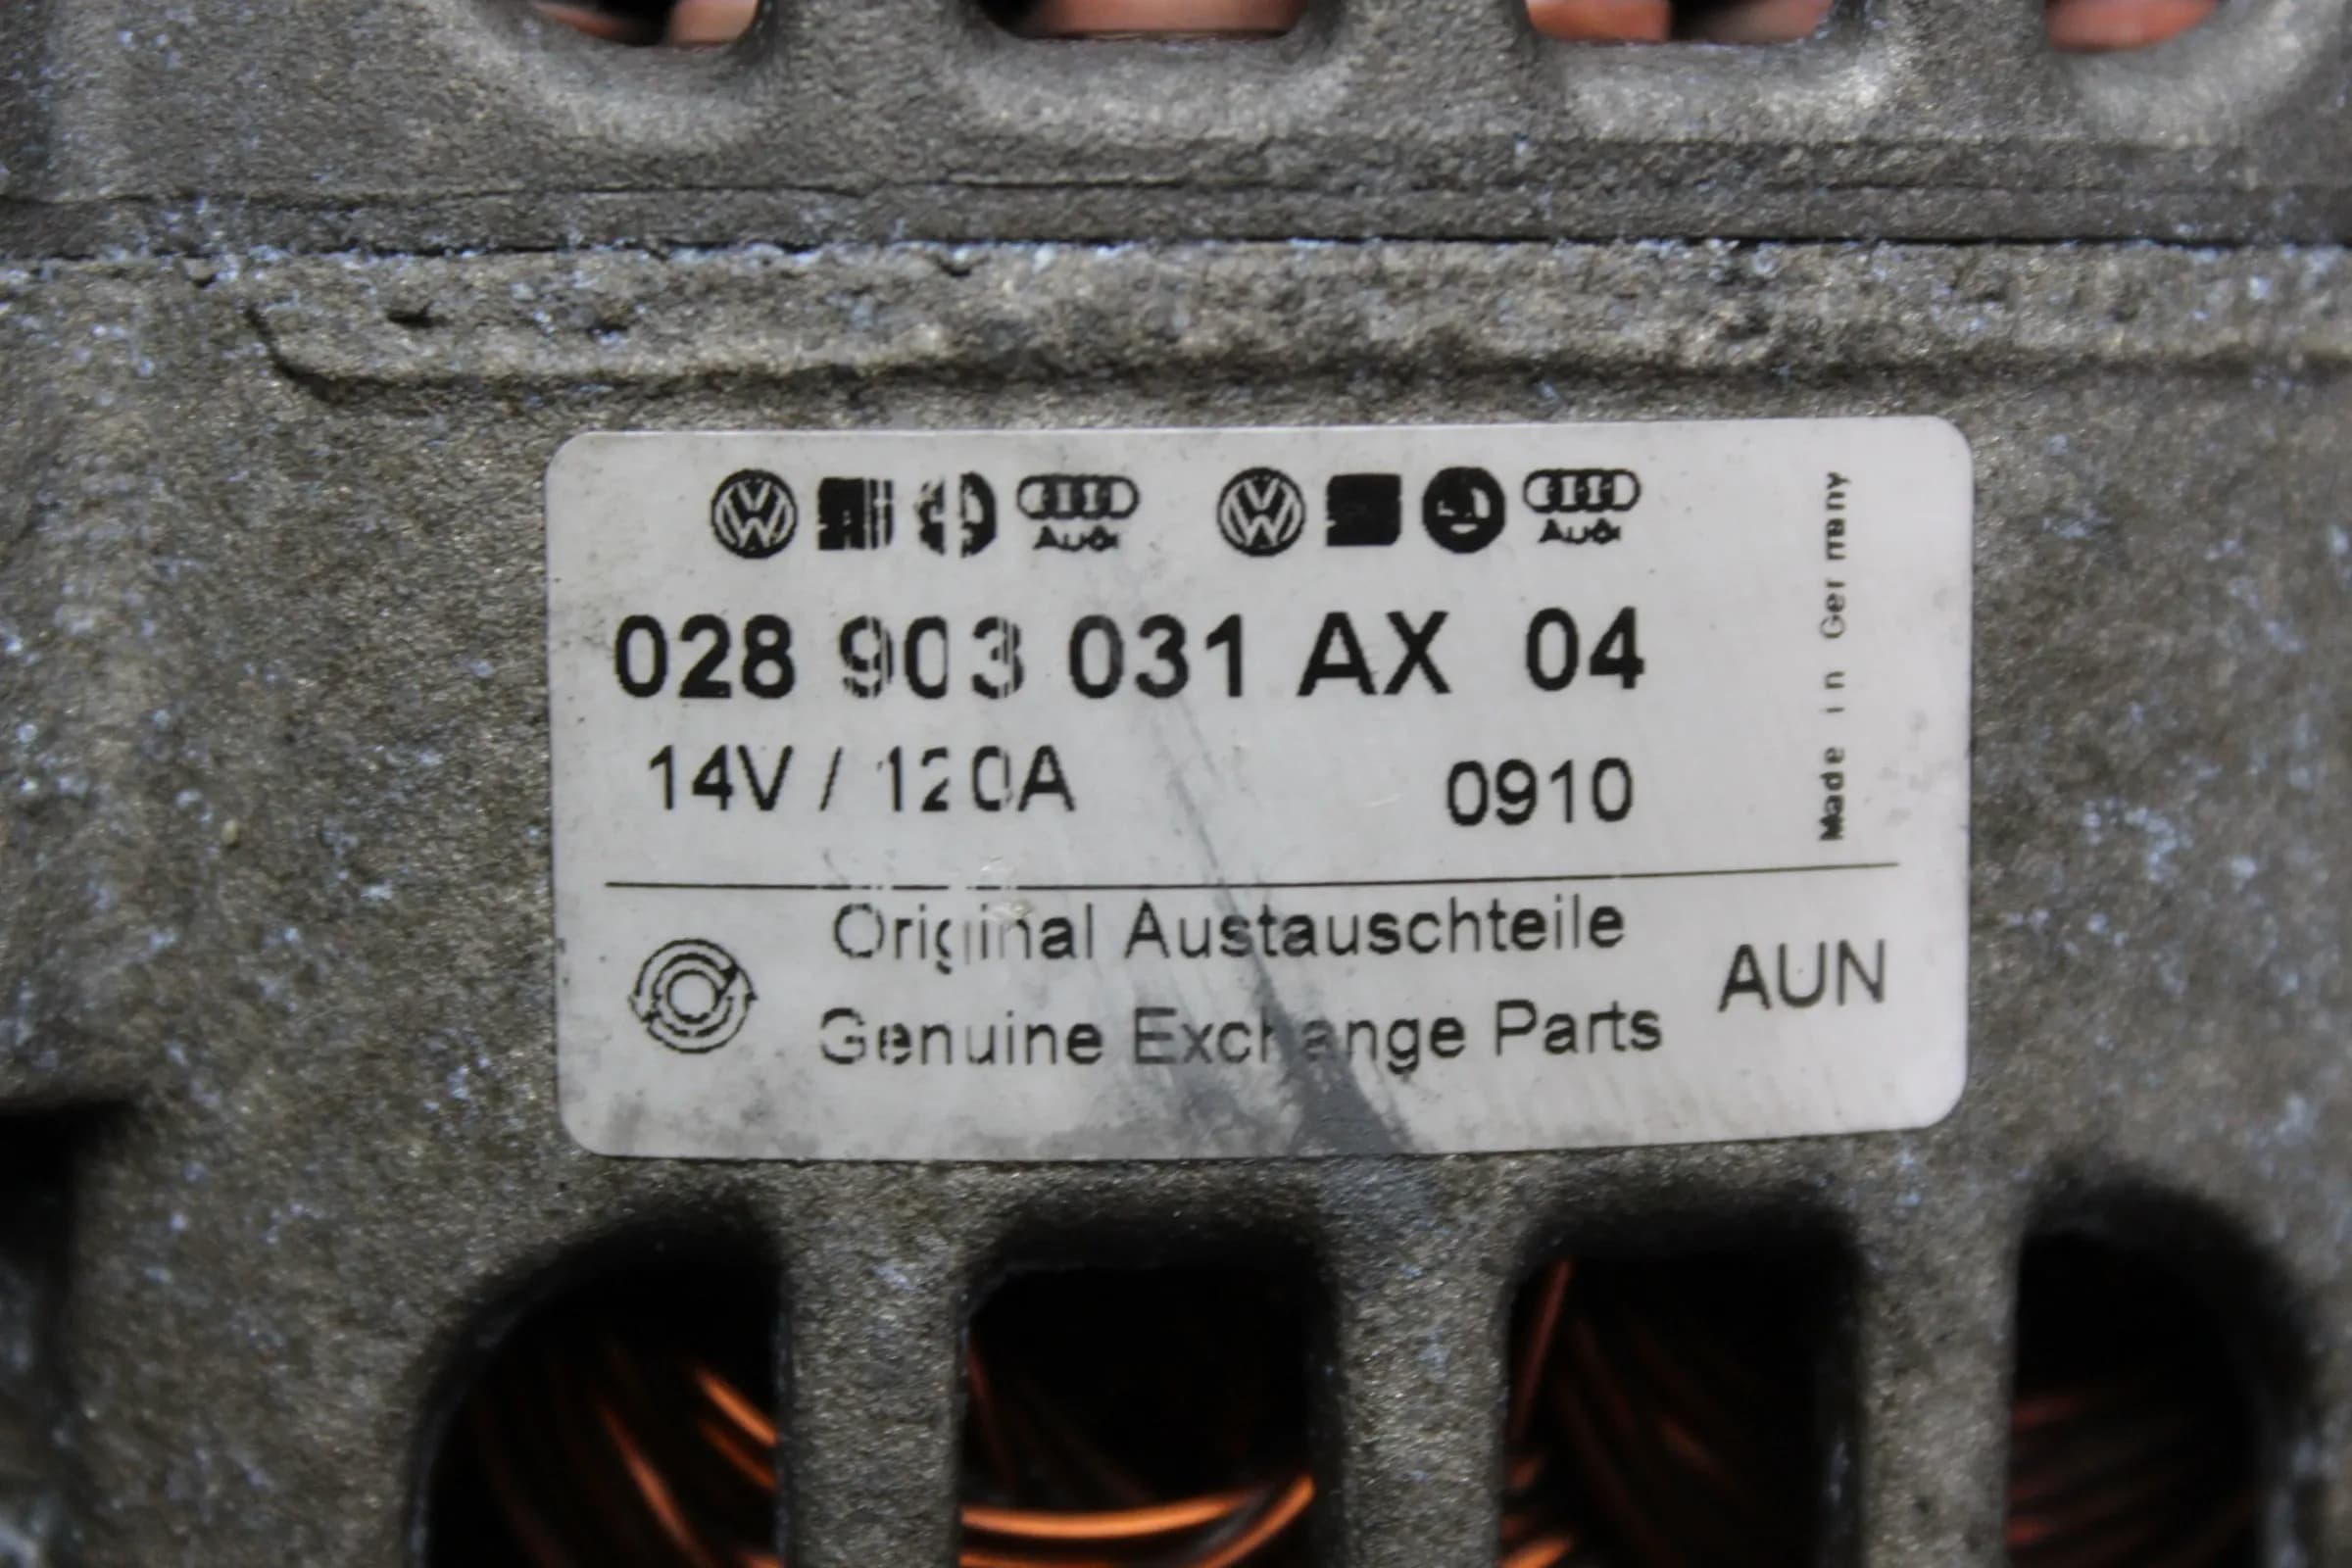 Audi Audi
028 903 031 AX 04
14V / 120A 0910
Made in Germany
Original Austauschteile
Genuine Exchange Parts
AUN